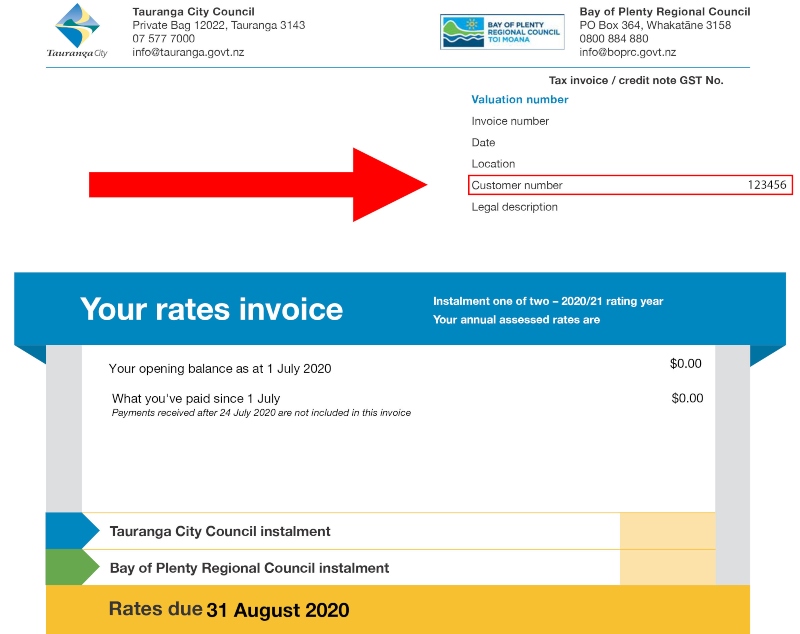 Tauranga City
Tauranga City Council
Private Bag 12022, Tauranga 3143
07 577 7000
info@tauranga.govt.nz
BAY OF PLENTY
REGIONAL COUNCIL
TOI MOANA
Bay of Plenty Regional Council
PO Box 364, Whakatāne 3158
0800 884 880
info@boprc.govt.nz
Tax invoice / credit note GST No.
Valuation number
Invoice number
Date
Location
Customer number 123456
Legal description
Your rates invoice
Instalment one of two – 2020/21 rating year
Your annual assessed rates are
Your opening balance as at 1 July 2020 $0.00
What you've paid since 1 July $0.00
Payments received after 24 July 2020 are not included in this invoice
Tauranga City Council instalment
Bay of Plenty Regional Council instalment
Rates due 31 August 2020